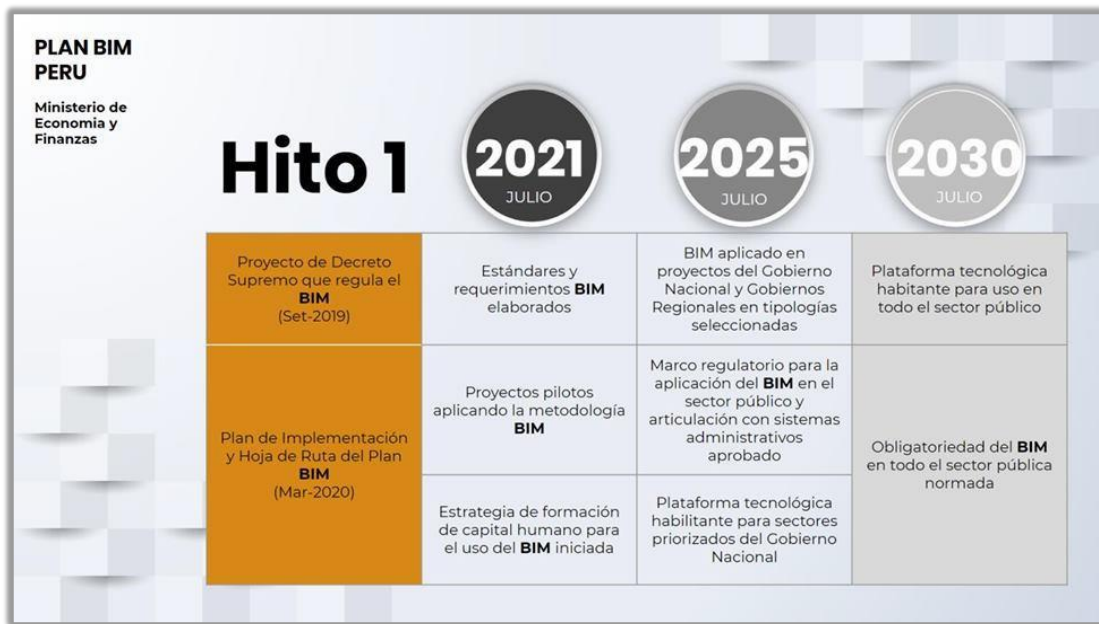 PLAN BIM
PERU
Ministerio de
Economia y
Finanzas
Hito 1
2021
JULIO
2025
JULIO
2030
JULIO
Proyecto de Decreto
Supremo que regula el
BIM
(Set-2019)
Estándares y
requerimientos BIM
elaborados
BIM aplicado en
proyectos del Gobierno
Nacional y Gobiernos
Regionales en tipologías
seleccionadas
Plataforma tecnológica
habitante para uso en
todo el sector público
Plan de Implementación
y Hoja de Ruta del Plan
BIM
(Mar-2020)
Proyectos pilotos
aplicando la metodología
BIM
Marco regulatorio para la
aplicación del BIM en el
sector público y
articulación con sistemas
administrativos
aprobado
Obligatoriedad del BIM
en todo el sector pública
normada
Estrategia de formación
de capital humano para
el uso del BIM iniciada
Plataforma tecnológica
habilitante para sectores
priorizados del Gobierno
Nacional